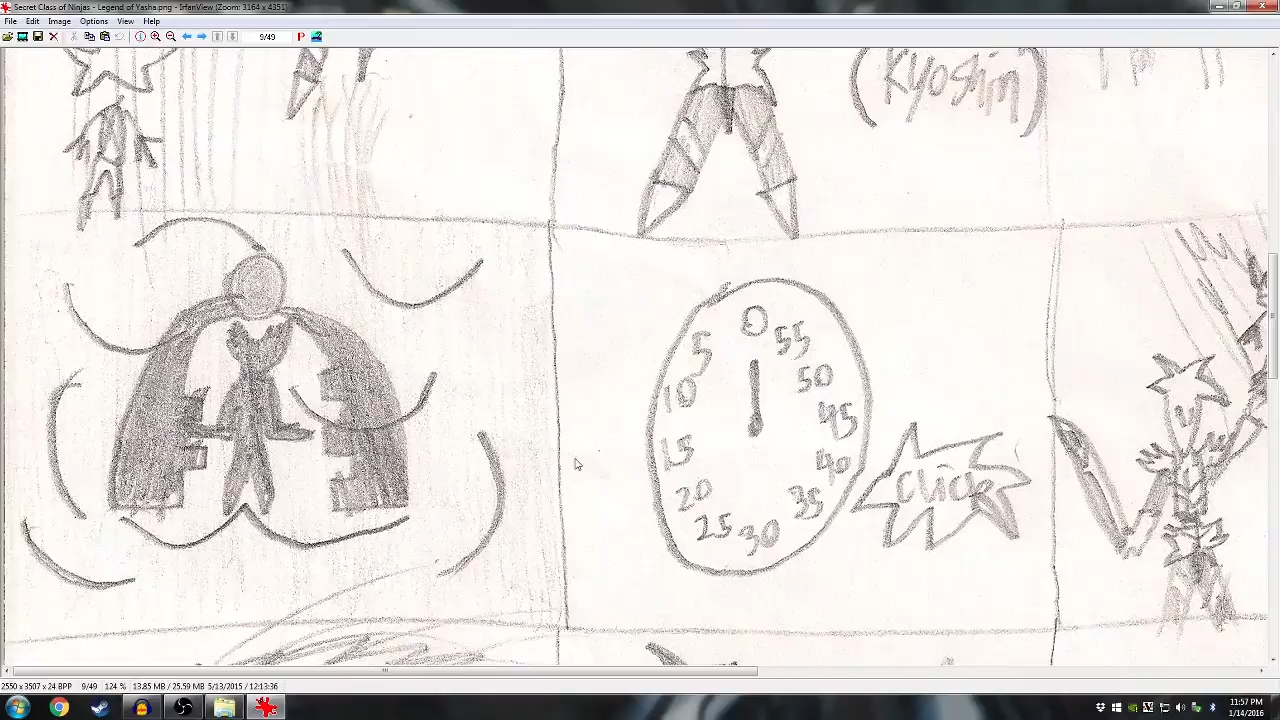 Secret Class of Ninjas - Legend of Yasha.png - IrfanView (Zoom: 3164 x 4351)
File Edit Image Options View Help
9/49
(Kyoshin)
0
5 55
10 50
15 45
20 40
25 35
30
Click
2550 x 3507 x 24 BPP 9/49 124 % 13.85 MB / 25.59 MB 5/13/2015 / 12:13:36
11:57 PM
1/14/2016